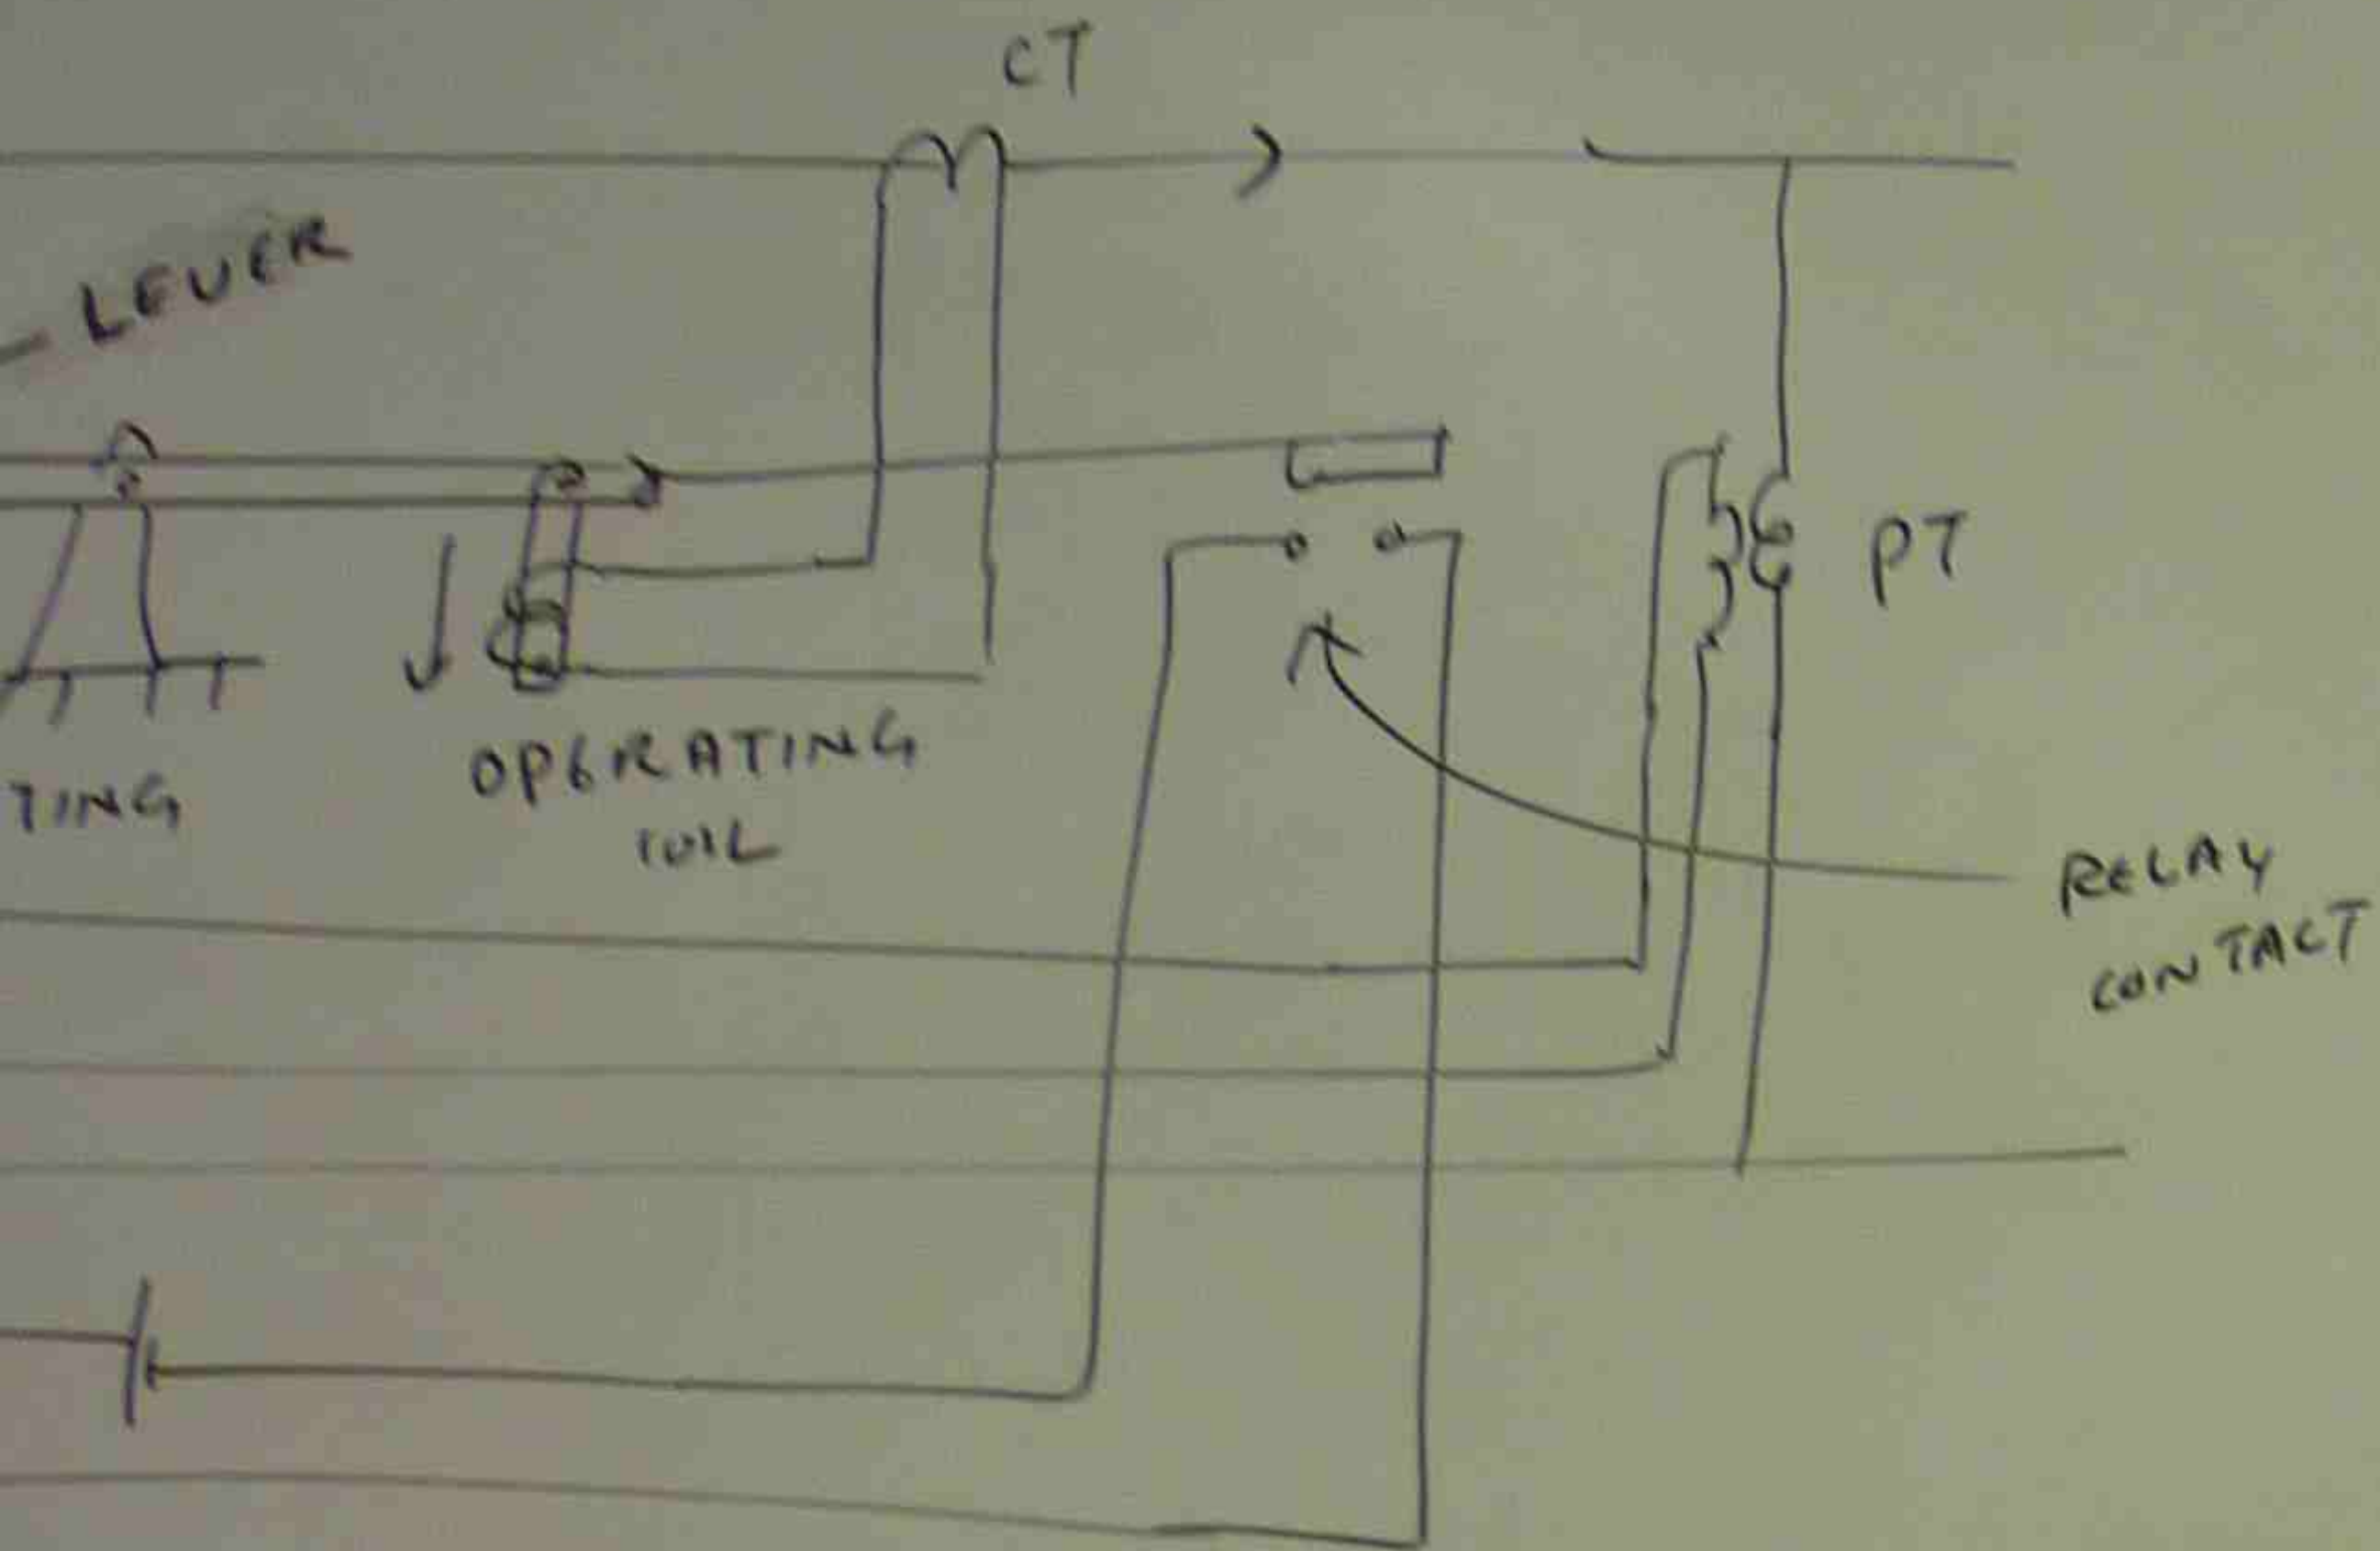 CT
LEVER
PT
OPERATING
COIL
TING
RELAY
CONTACT